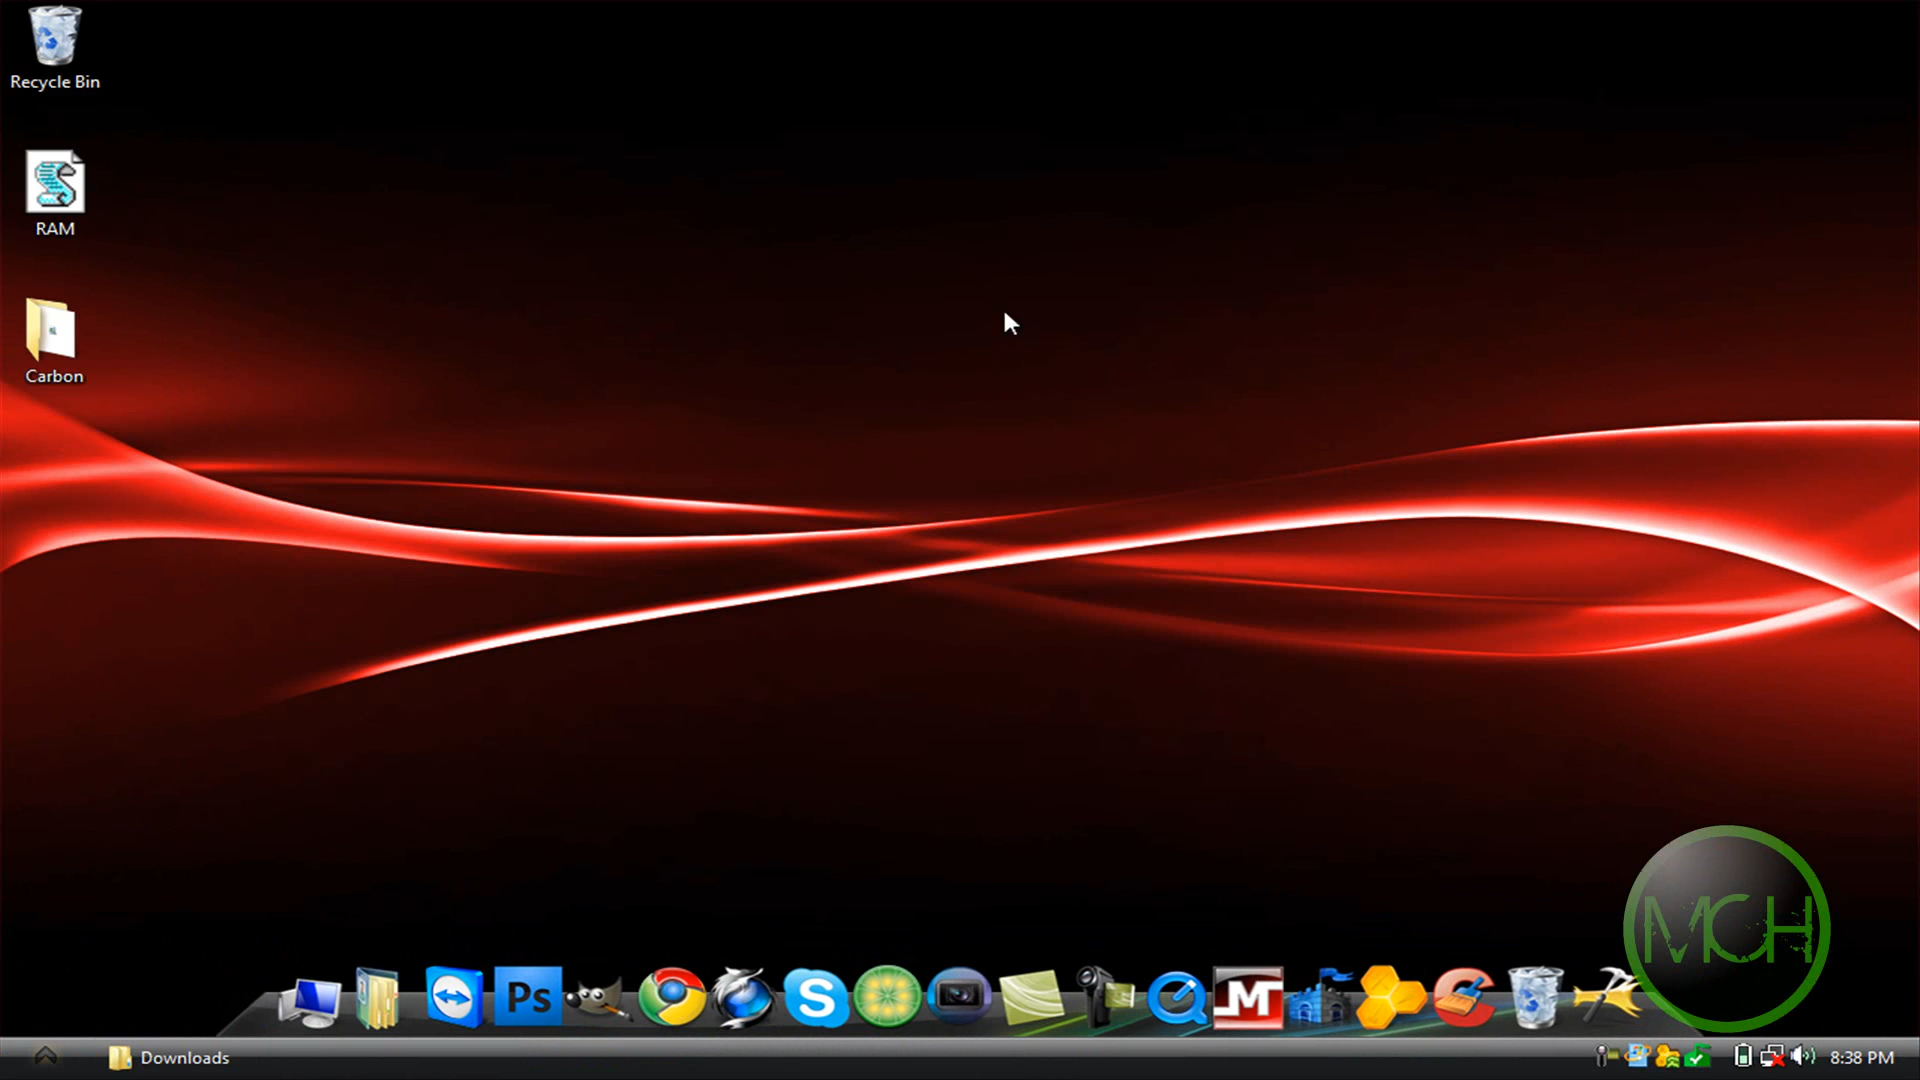 Recycle Bin
RAM
Carbon
Ps
S
M
MCH
Downloads
8:38 PM